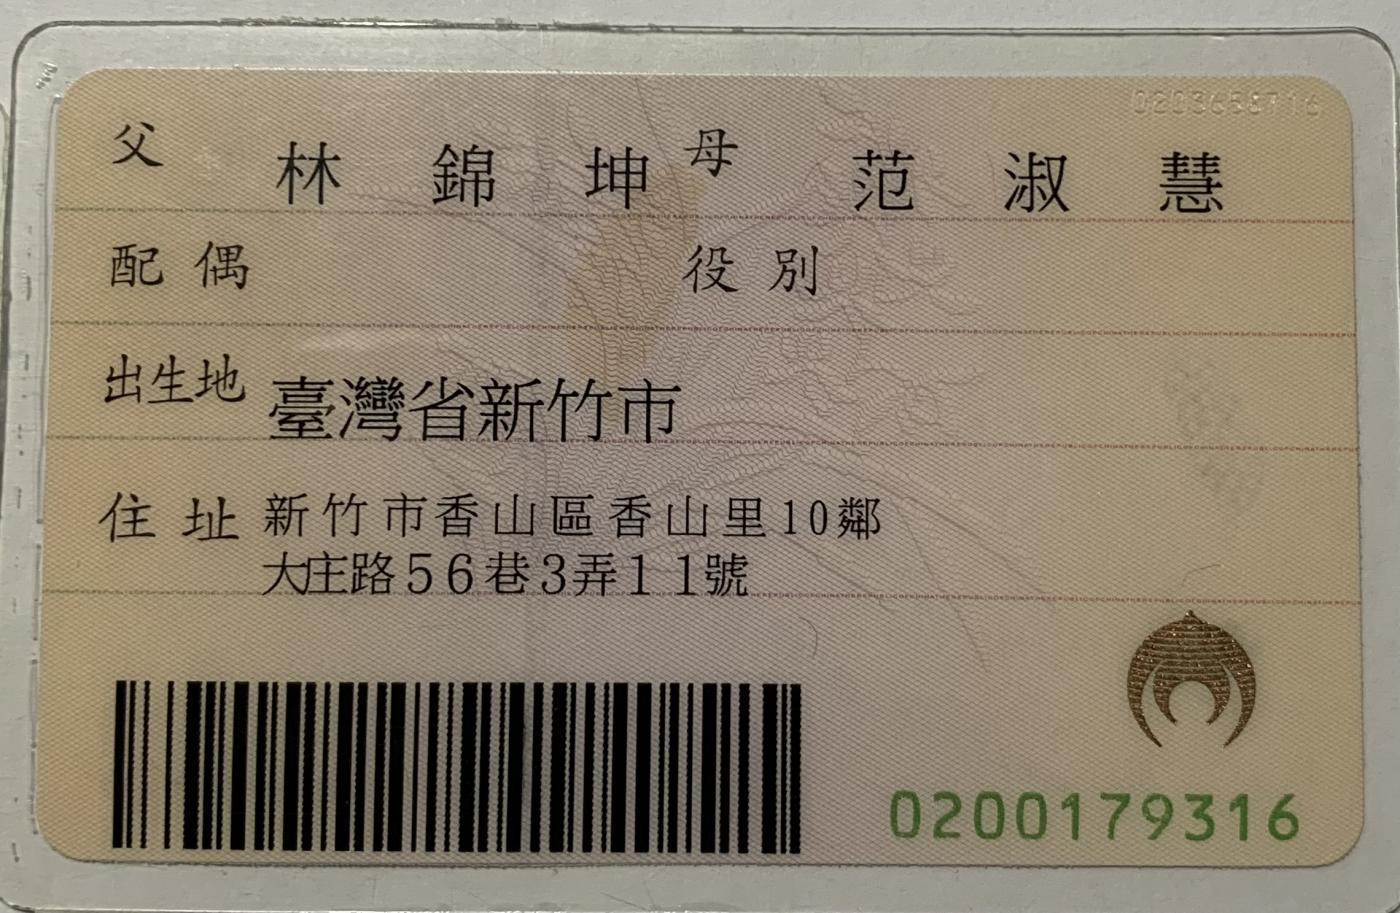 0203658716
父 林錦坤 母 范淑慧
配偶 役別
出生地 臺灣省新竹市
住址 新竹市香山區香山里10鄰
大庄路56巷3弄11號
0200179316